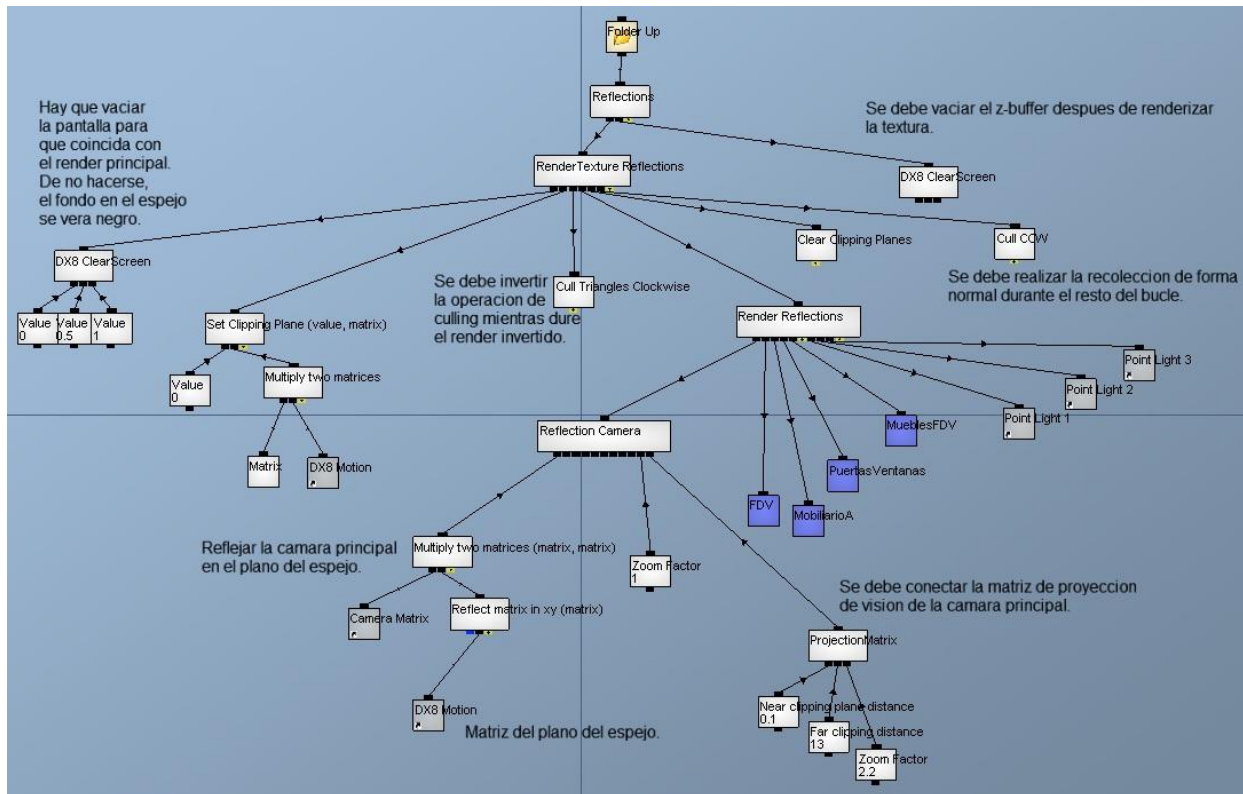 Folder Up
Reflections
Hay que vaciar
la pantalla para
que coincida con
el render principal.
De no hacerse,
el fondo en el espejo
se vera negro.
Se debe vaciar el z-buffer despues de renderizar
la textura.
RenderTexture Reflections
DX8 ClearScreen
DX8 ClearScreen
Value
0
Value
0.5
Value
1
Set Clipping Plane (value, matrix)
Value
0
Multiply two matrices
Matrix
DX8 Motion
Se debe invertir
la operacion de
culling mientras dure
el render invertido.
Cull Triangles Clockwise
Clear Clipping Planes
Cull CCW
Se debe realizar la recoleccion de forma
normal durante el resto del bucle.
Render Reflections
Point Light 3
Point Light 2
Point Light 1
MueblesFDV
PuertasVentanas
MobiliarioA
FDV
Reflection Camera
Reflejar la camara principal
en el plano del espejo.
Multiply two matrices (matrix, matrix)
Camera Matrix
Reflect matrix in xy (matrix)
DX8 Motion
Matriz del plano del espejo.
Zoom Factor
1
Se debe conectar la matriz de proyeccion
de vision de la camara principal.
ProjectionMatrix
Near clipping plane distance
0.1
Far clipping distance
13
Zoom Factor
2.2